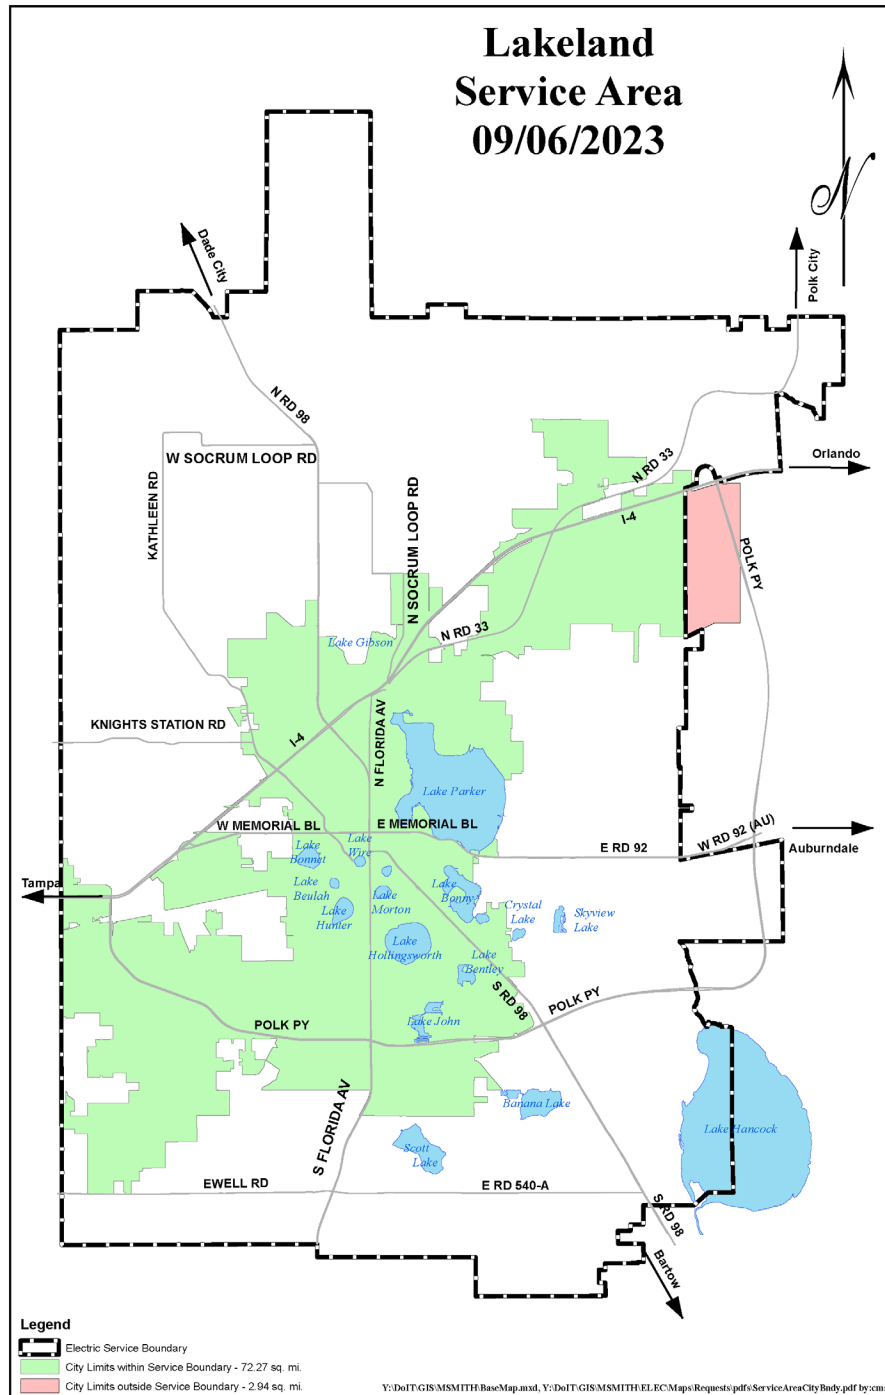 Lakeland
Service Area
09/06/2023
N
Dade City
Polk City
N RD 98
W SOCRUM LOOP RD
KATHLEEN RD
N SOCRUM LOOP RD
N RD 33
Orlando
I-4
POLK PY
N RD 33
Lake Gibson
KNIGHTS STATION RD
I-4
N FLORIDA AV
Lake Parker
W MEMORIAL BL
E MEMORIAL BL
Lake
Wire
Lake
Bonnet
E RD 92
W RD 92 (AU)
Auburndale
Tampa
Lake
Beulah
Lake
Hunter
Lake
Morton
Lake
Bonny
Crystal
Lake
Skyview
Lake
Lake
Hollingsworth
Lake
Bentley
S RD 98
POLK PY
POLK PY
Lake John
S FLORIDA AV
Banana Lake
Scott
Lake
Lake Hancock
EWELL RD
E RD 540-A
S RD 98
Bartow
Legend
Electric Service Boundary
City Limits within Service Boundary - 72.27 sq. mi.
City Limits outside Service Boundary - 2.94 sq. mi.
Y:\DoIT\GIS\MSMITH\BaseMap.mxd, Y:\DoIT\GIS\MSMITH\ELEC\Maps\Requests\pdfs\ServiceAreaCityBndy.pdf by:cm